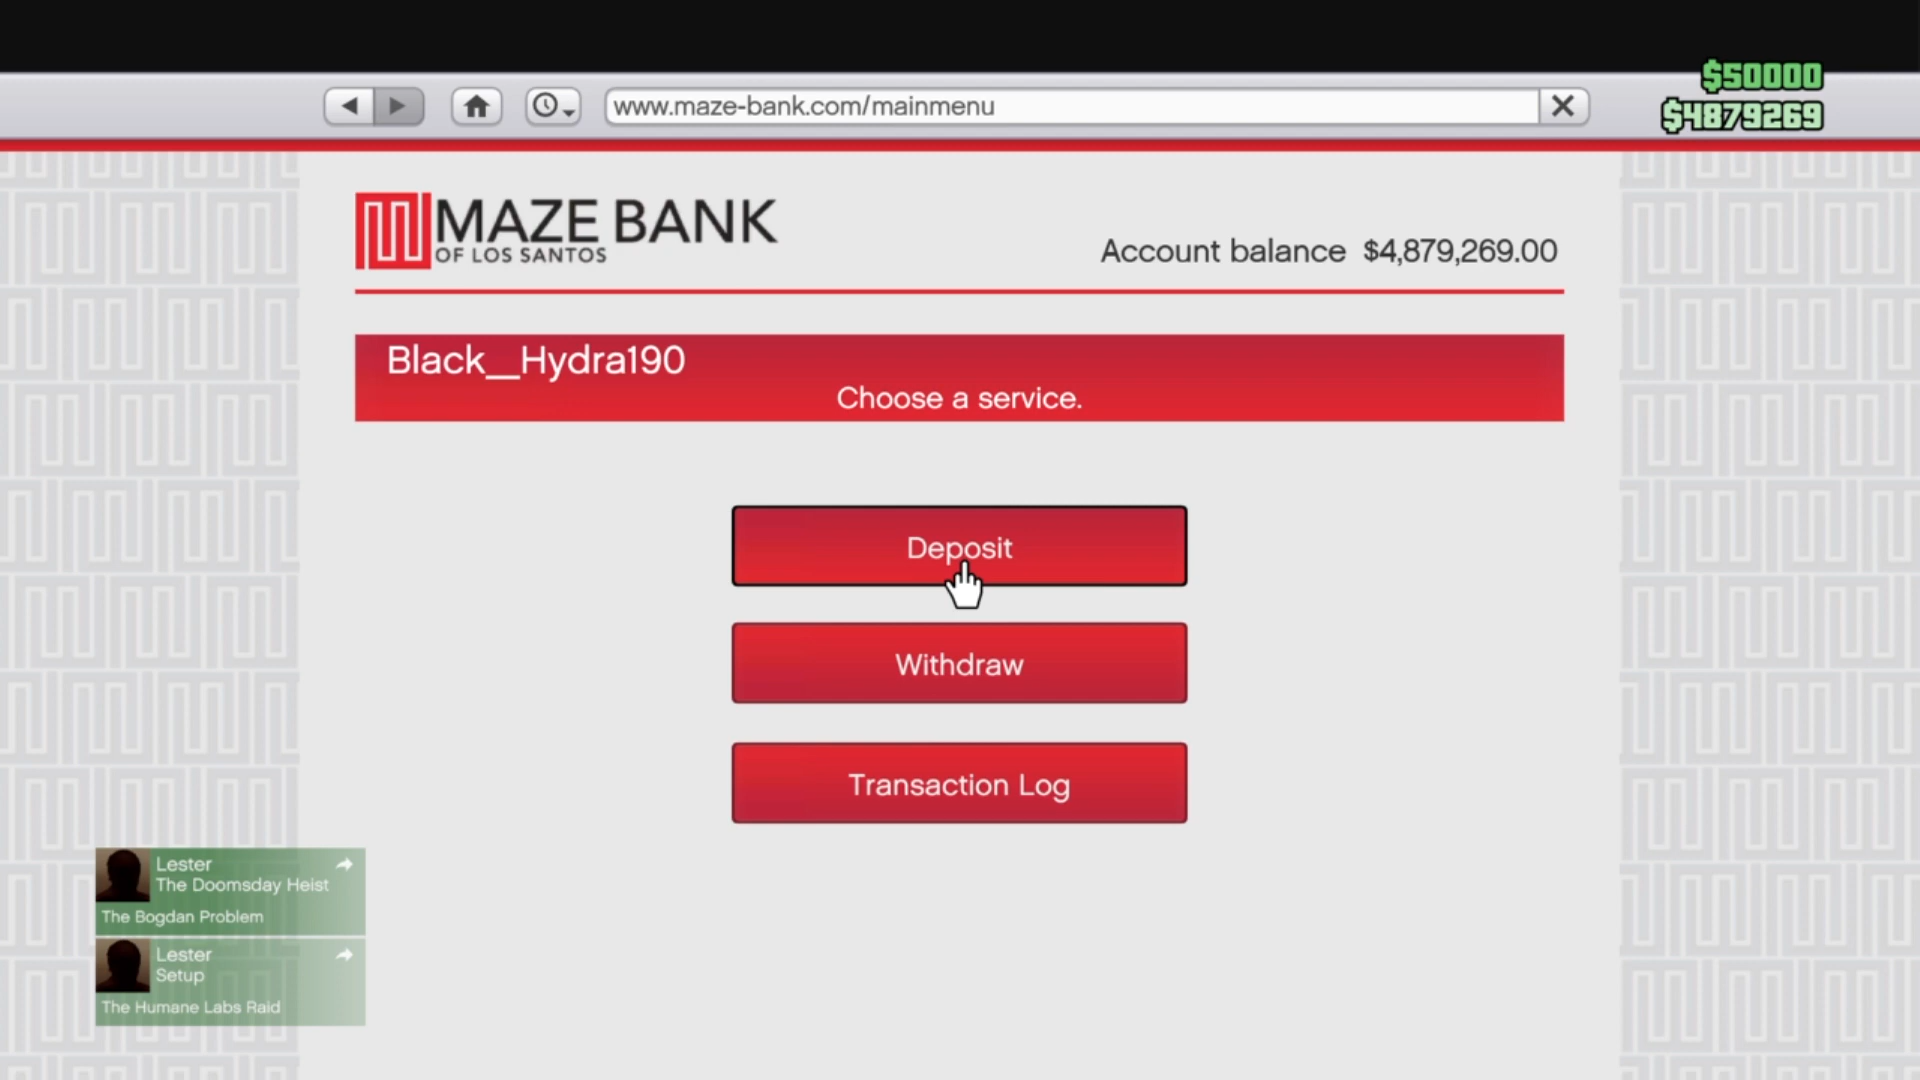 $50000
www.maze-bank.com/mainmenu
$4879269
MAZE BANK
OF LOS SANTOS
Account balance $4,879,269.00
Black__Hydra190
Choose a service.
Deposit
Withdraw
Transaction Log
Lester
The Doomsday Heist
The Bogdan Problem
Lester
Setup
The Humane Labs Raid